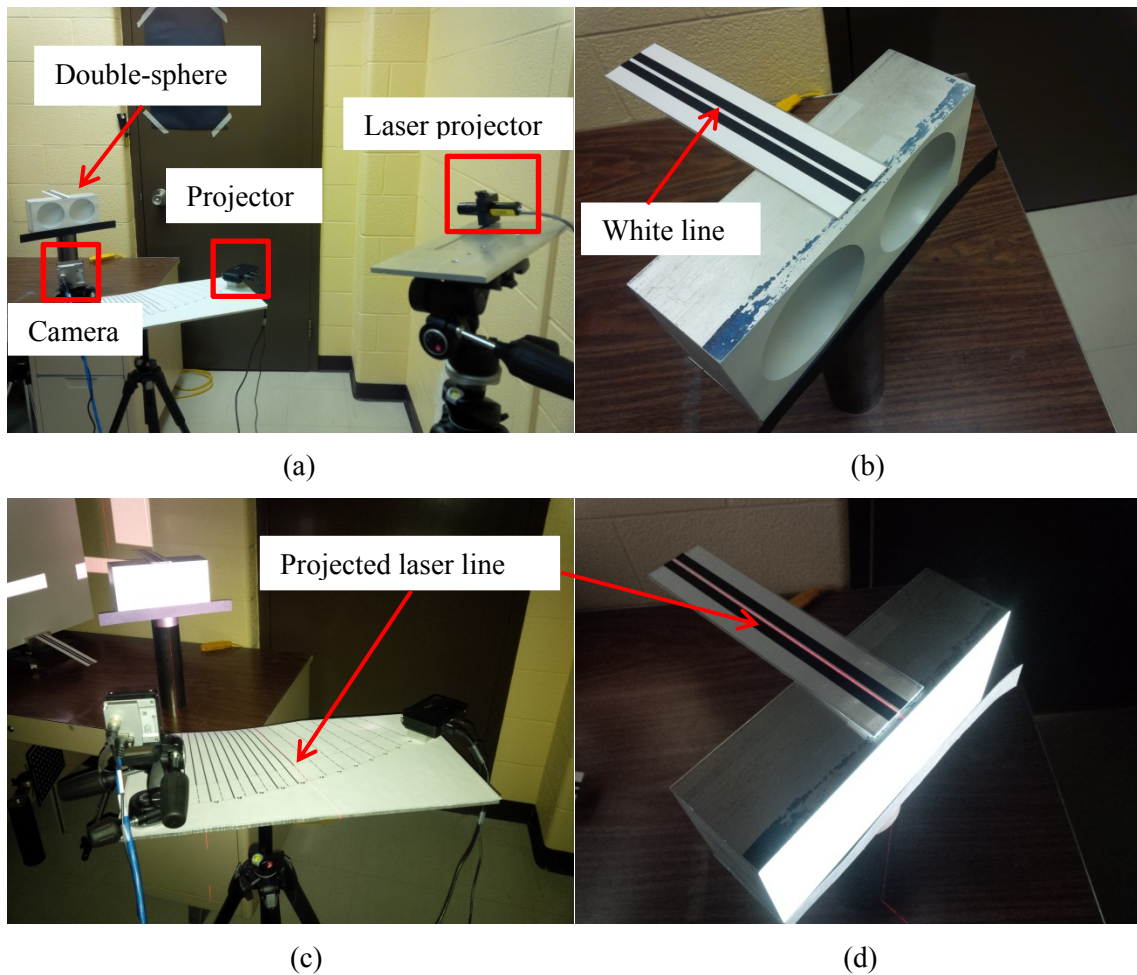 Double-sphere
Laser projector
Projector
Camera
White line
(a)
(b)
Projected laser line
(c)
(d)